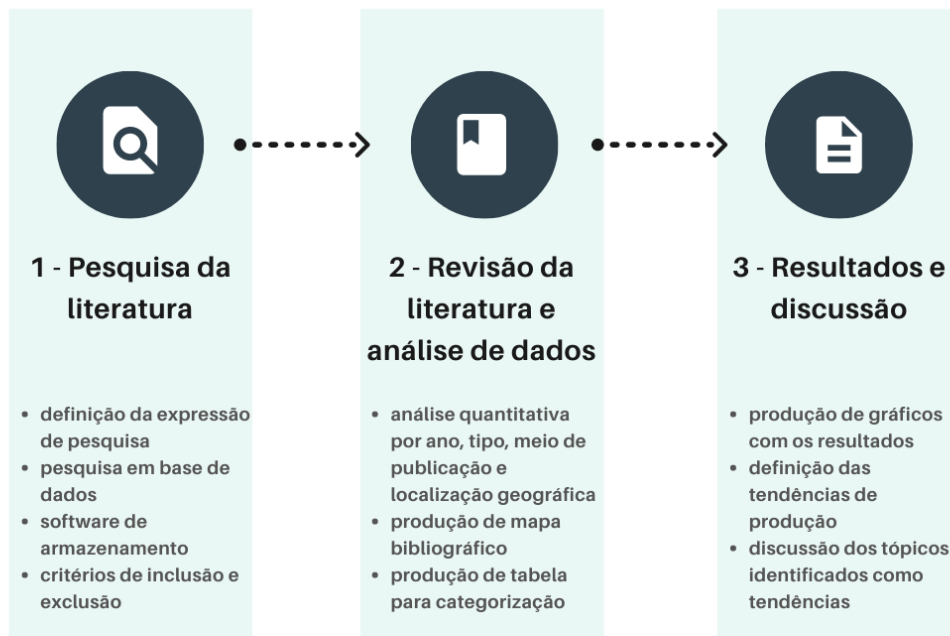 1 - Pesquisa da
literatura
• definição da expressão
de pesquisa
• pesquisa em base de
dados
• software de
armazenamento
• critérios de inclusão e
exclusão
2 - Revisão da
literatura e
análise de dados
• análise quantitativa
por ano, tipo, meio de
publicação e
localização geográfica
• produção de mapa
bibliográfico
• produção de tabela
para categorização
3 - Resultados e
discussão
• produção de gráficos
com os resultados
• definição das
tendências de
produção
• discussão dos tópicos
identificados como
tendências